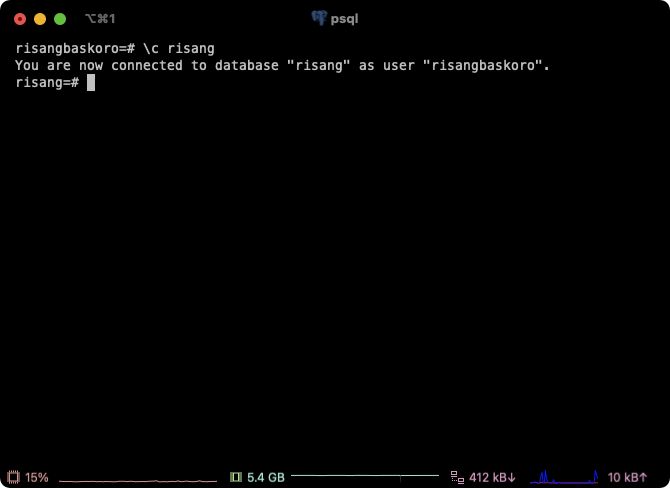 ⌥⌘1
psql
risangbaskoro=# \c risang
You are now connected to database "risang" as user "risangbaskoro".
risang=#
15%
5.4 GB
412 kB↓
10 kB↑